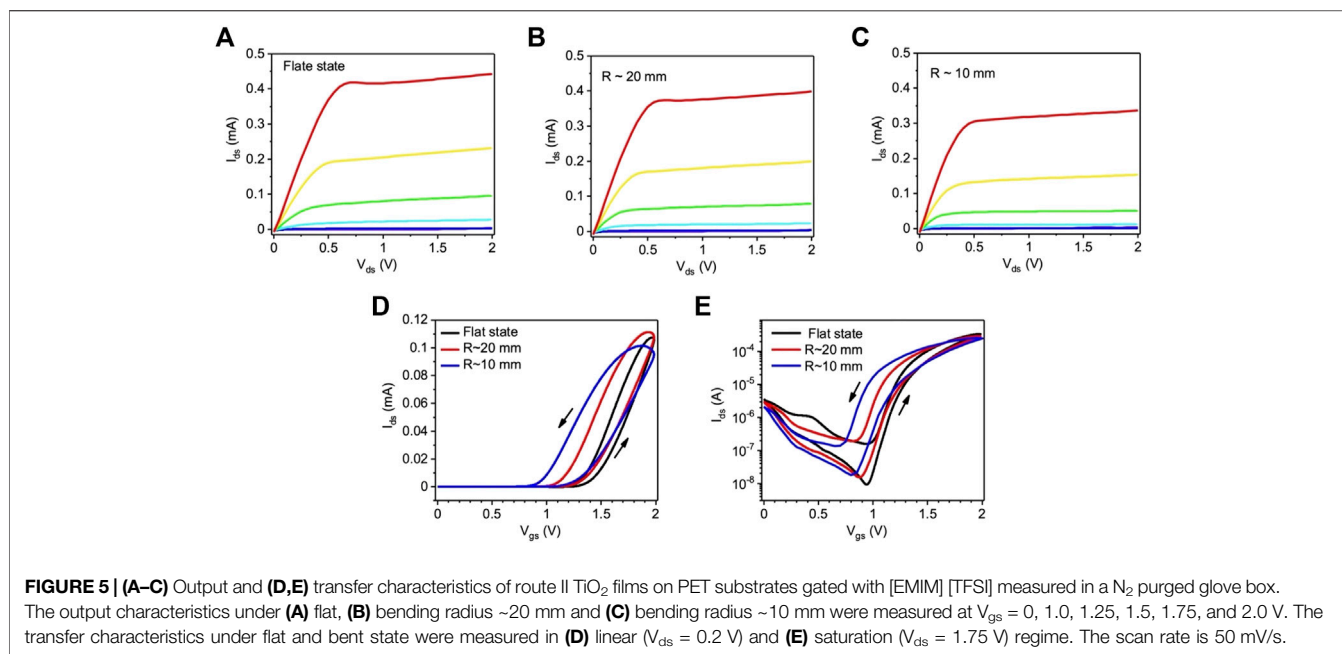 A
B
C
0.5
0.4
0.3
0.2
0.1
0
Flate state
I_ds (mA)
0 0.5 1 1.5 2
V_ds (V)
0.5
0.4
0.3
0.2
0.1
0
R ~ 20 mm
I_ds (mA)
0 0.5 1 1.5 2
V_ds (V)
0.5
0.4
0.3
0.2
0.1
0
R ~ 10 mm
I_ds (mA)
0 0.5 1 1.5 2
V_ds (V)
D
E
0.12
0.1
0.08
0.06
0.04
0.02
0
Flat state
R~20 mm
R~10 mm
I_ds (mA)
0 0.5 1 1.5 2
V_gs (V)
10⁻⁴
10⁻⁵
10⁻⁶
10⁻⁷
10⁻⁸
Flat state
R~20 mm
R~10 mm
I_ds (A)
0 0.5 1 1.5 2
V_gs (V)
FIGURE 5 | (A–C) Output and (D,E) transfer characteristics of route II TiO₂ films on PET substrates gated with [EMIM] [TFSI] measured in a N₂ purged glove box.
The output characteristics under (A) flat, (B) bending radius ~20 mm and (C) bending radius ~10 mm were measured at V_gs = 0, 1.0, 1.25, 1.5, 1.75, and 2.0 V. The
transfer characteristics under flat and bent state were measured in (D) linear (V_ds = 0.2 V) and (E) saturation (V_ds = 1.75 V) regime. The scan rate is 50 mV/s.